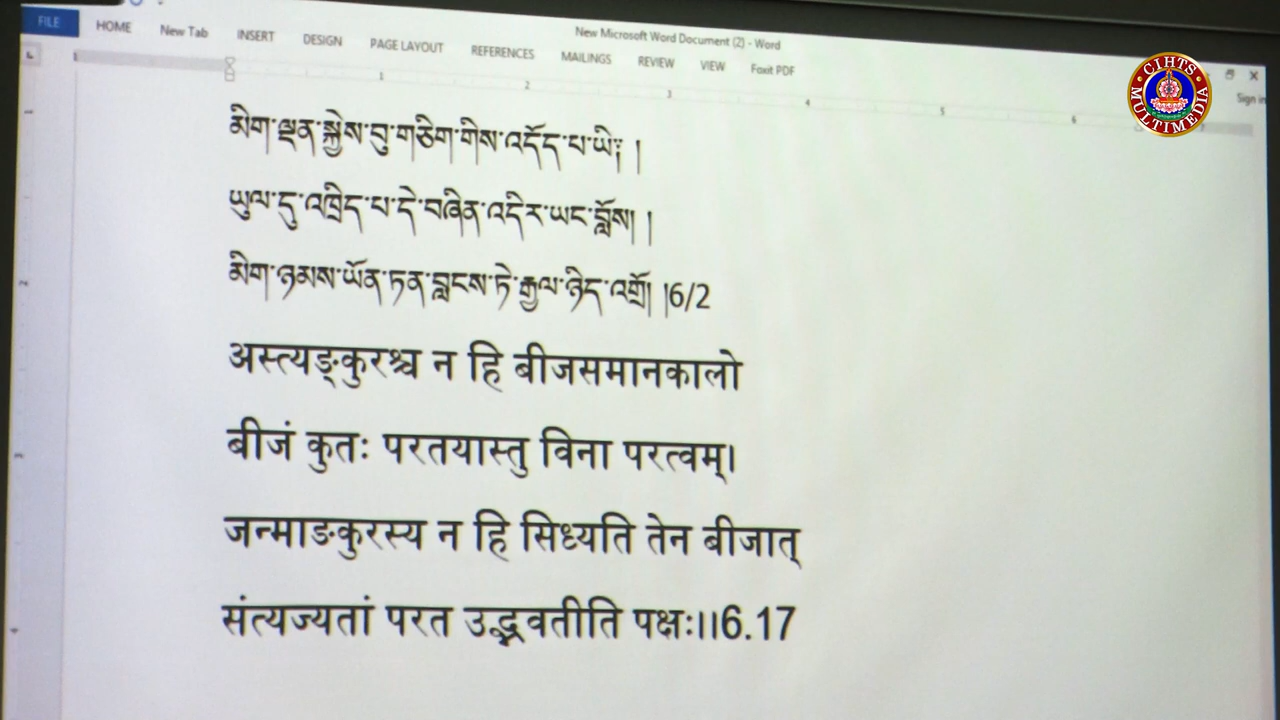 New Microsoft Word Document (2) - Word
FILE HOME New Tab INSERT DESIGN PAGE LAYOUT REFERENCES MAILINGS REVIEW VIEW Foxit PDF
Sign in
CIHTS MULTIMEDIA
མིག་ལྡན་སྐྱེས་བུ་གཅིག་གིས་འདོད་པ་ཡི༔ །
ཡུལ་དུ་འཁྲིད་པ་དེ་བཞིན་འདིར་ཡང་བློས། །
མིག་ཉམས་ཡོན་ཏན་བླངས་ཏེ་རྒྱལ་ཉིད་འགྲོ། །6/2
अस्त्यङ्कुरश्च न हि बीजसमानकालो
बीजं कुतः परतयास्तु विना परत्वम्।
जन्माङकुरस्य न हि सिध्यति तेन बीजात्
संत्यज्यतां परत उद्भवतीति पक्षः।।6.17